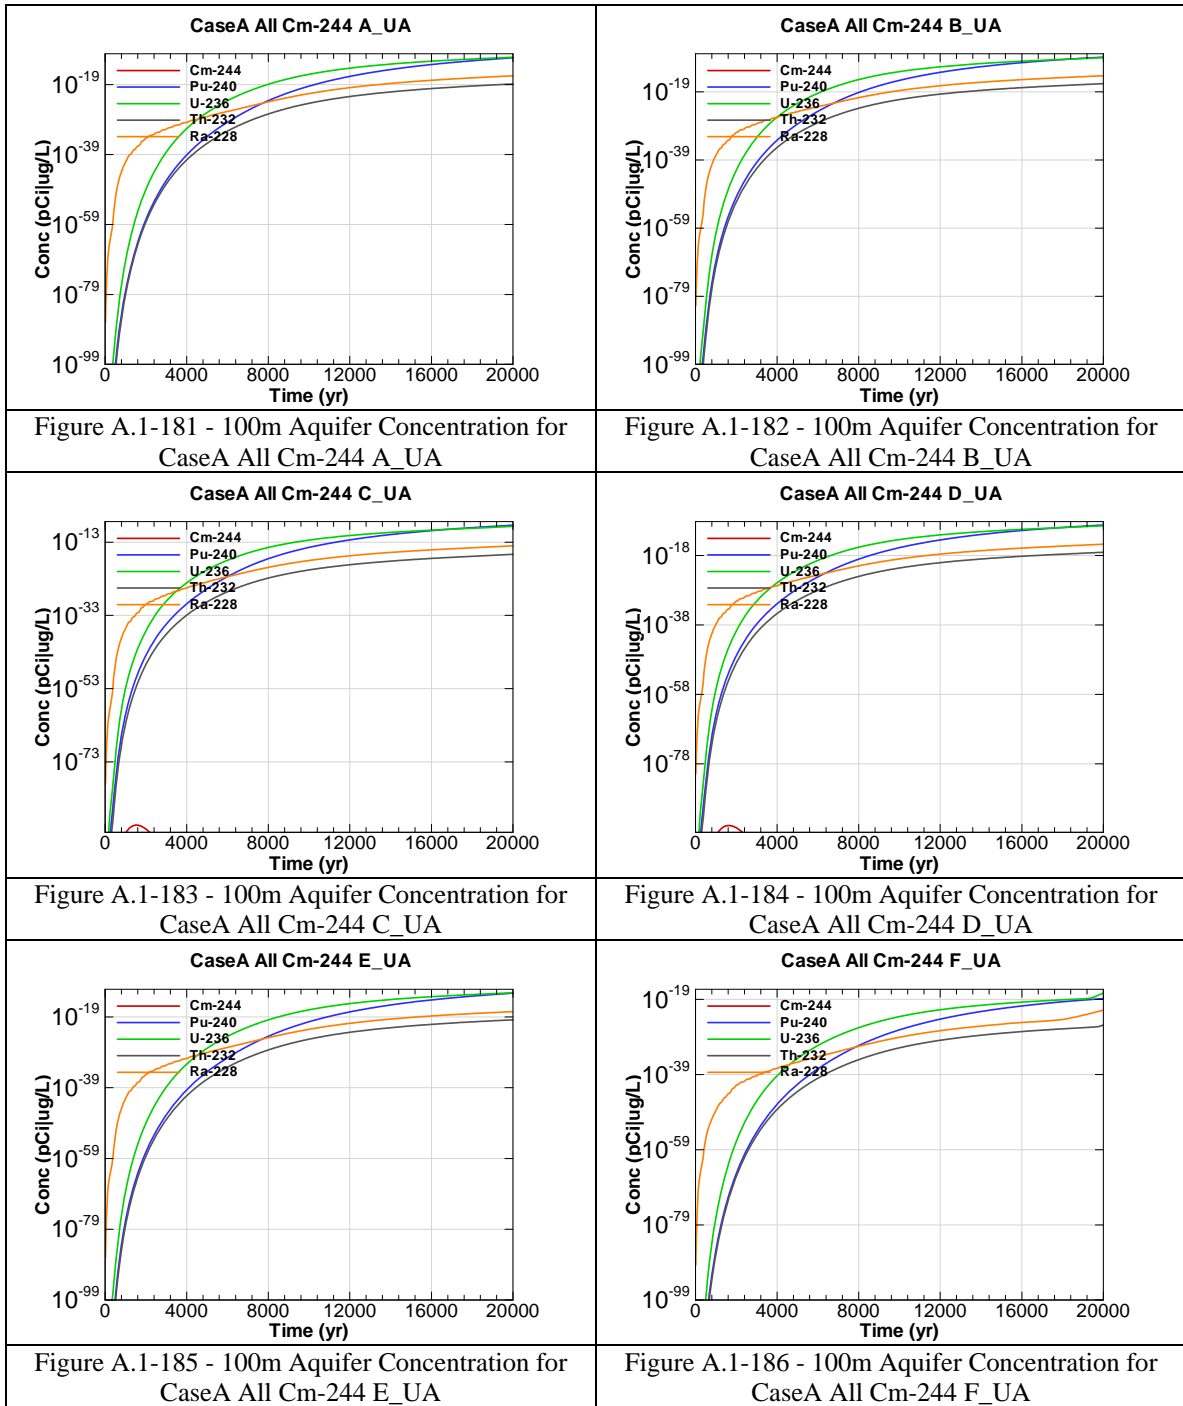 CaseA All Cm-244 A_UA
Conc (pCi|ug/L)
10-19
10-39
10-59
10-79
10-99
Cm-244
Pu-240
U-236
Th-232
Ra-228
0 4000 8000 12000 16000 20000
Time (yr)
Figure A.1-181 - 100m Aquifer Concentration for
CaseA All Cm-244 A_UA
CaseA All Cm-244 B_UA
Conc (pCi|ug/L)
10-19
10-39
10-59
10-79
10-99
Cm-244
Pu-240
U-236
Th-232
Ra-228
0 4000 8000 12000 16000 20000
Time (yr)
Figure A.1-182 - 100m Aquifer Concentration for
CaseA All Cm-244 B_UA
CaseA All Cm-244 C_UA
Conc (pCi|ug/L)
10-13
10-33
10-53
10-73
Cm-244
Pu-240
U-236
Th-232
Ra-228
0 4000 8000 12000 16000 20000
Time (yr)
Figure A.1-183 - 100m Aquifer Concentration for
CaseA All Cm-244 C_UA
CaseA All Cm-244 D_UA
Conc (pCi|ug/L)
10-18
10-38
10-58
10-78
Cm-244
Pu-240
U-236
Th-232
Ra-228
0 4000 8000 12000 16000 20000
Time (yr)
Figure A.1-184 - 100m Aquifer Concentration for
CaseA All Cm-244 D_UA
CaseA All Cm-244 E_UA
Conc (pCi|ug/L)
10-19
10-39
10-59
10-79
10-99
Cm-244
Pu-240
U-236
Th-232
Ra-228
0 4000 8000 12000 16000 20000
Time (yr)
Figure A.1-185 - 100m Aquifer Concentration for
CaseA All Cm-244 E_UA
CaseA All Cm-244 F_UA
Conc (pCi|ug/L)
10-19
10-39
10-59
10-79
10-99
Cm-244
Pu-240
U-236
Th-232
Ra-228
0 4000 8000 12000 16000 20000
Time (yr)
Figure A.1-186 - 100m Aquifer Concentration for
CaseA All Cm-244 F_UA